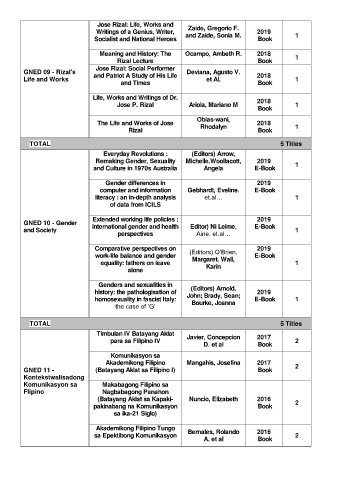 Jose Rizal: Life, Works and
Writings of a Genius, Writer,
Socialist and National Heroes
Zaide, Gregorio F.
and Zaide, Sonia M.
2019
Book
1
GNED 09 - Rizal's
Life and Works
Meaning and History: The
Rizal Lecture
Ocampo, Ambeth R.
2018
Book
1
Jose Rizal: Social Performer
and Patriot A Study of His Life
and Times
Deviana, Agusto V.
et Al.
2018
Book
1
Life, Works and Writings of Dr.
Jose P. Rizal
Ariola, Mariano M
2018
Book
1
The Life and Works of Jose
Rizal
Obias-wani,
Rhodalyn
2018
Book
1
TOTAL
5 Titles
GNED 10 - Gender
and Society
Everyday Revolutions :
Remaking Gender, Sexuality
and Culture in 1970s Australia
(Editors) Arrow,
Michelle.Woollacott,
Angela
2019
E-Book
1
Gender differences in
computer and information
literacy : an in-depth analysis
of data from ICILS
Gebhardt, Eveline.
et.al...
2019
E-Book
1
Extended working life policies :
international gender and health
perspectives
Editor) Ni Leime,
Aine. et.al...
2019
E-Book
1
Comparative perspectives on
work-life balance and gender
equality: fathers on leave
alone
(Editors) O'Brien,
Margaret. Wall,
Karin
2019
E-Book
1
Genders and sexualities in
history: the pathologisation of
homosexuality in fascist Italy:
the case of 'G'
(Editors) Arnold,
John; Brady, Sean;
Bourke, Joanna
2019
E-Book
1
TOTAL
5 Titles
GNED 11 -
Kontekstwalisadong
Komunikasyon sa
Filipino
Timbulan IV Batayang Aklat
para sa Filipino IV
Javier, Concepcion
D. et al
2017
Book
2
Komunikasyon sa
Akademikong Filipino
(Batayang Aklat sa Filipino I)
Mangahis, Josefina
2017
Book
2
Makabagong Filipino sa
Nagbabagong Panahon
(Batayang Aklat sa Kapaki-
pakinabang na Komunikasyon
sa ika-21 Siglo)
Nuncio, Elizabeth
2016
Book
2
Akademikong Filipino Tungo
sa Epektibong Komunikasyon
Bernales, Rolando
A. et al
2016
Book
2